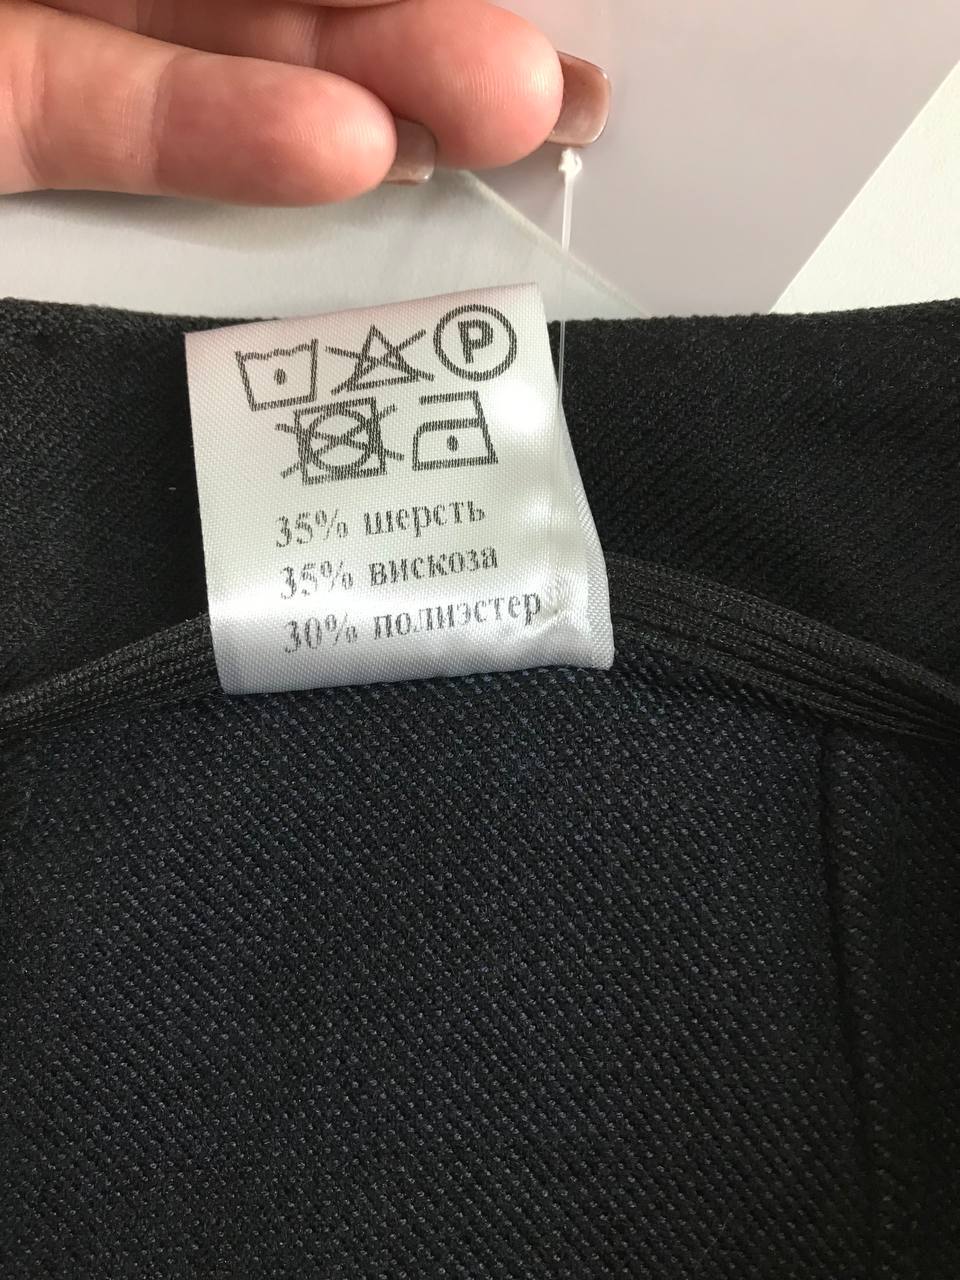 P
35% шерсть
35% вискоза
30% полиэстер